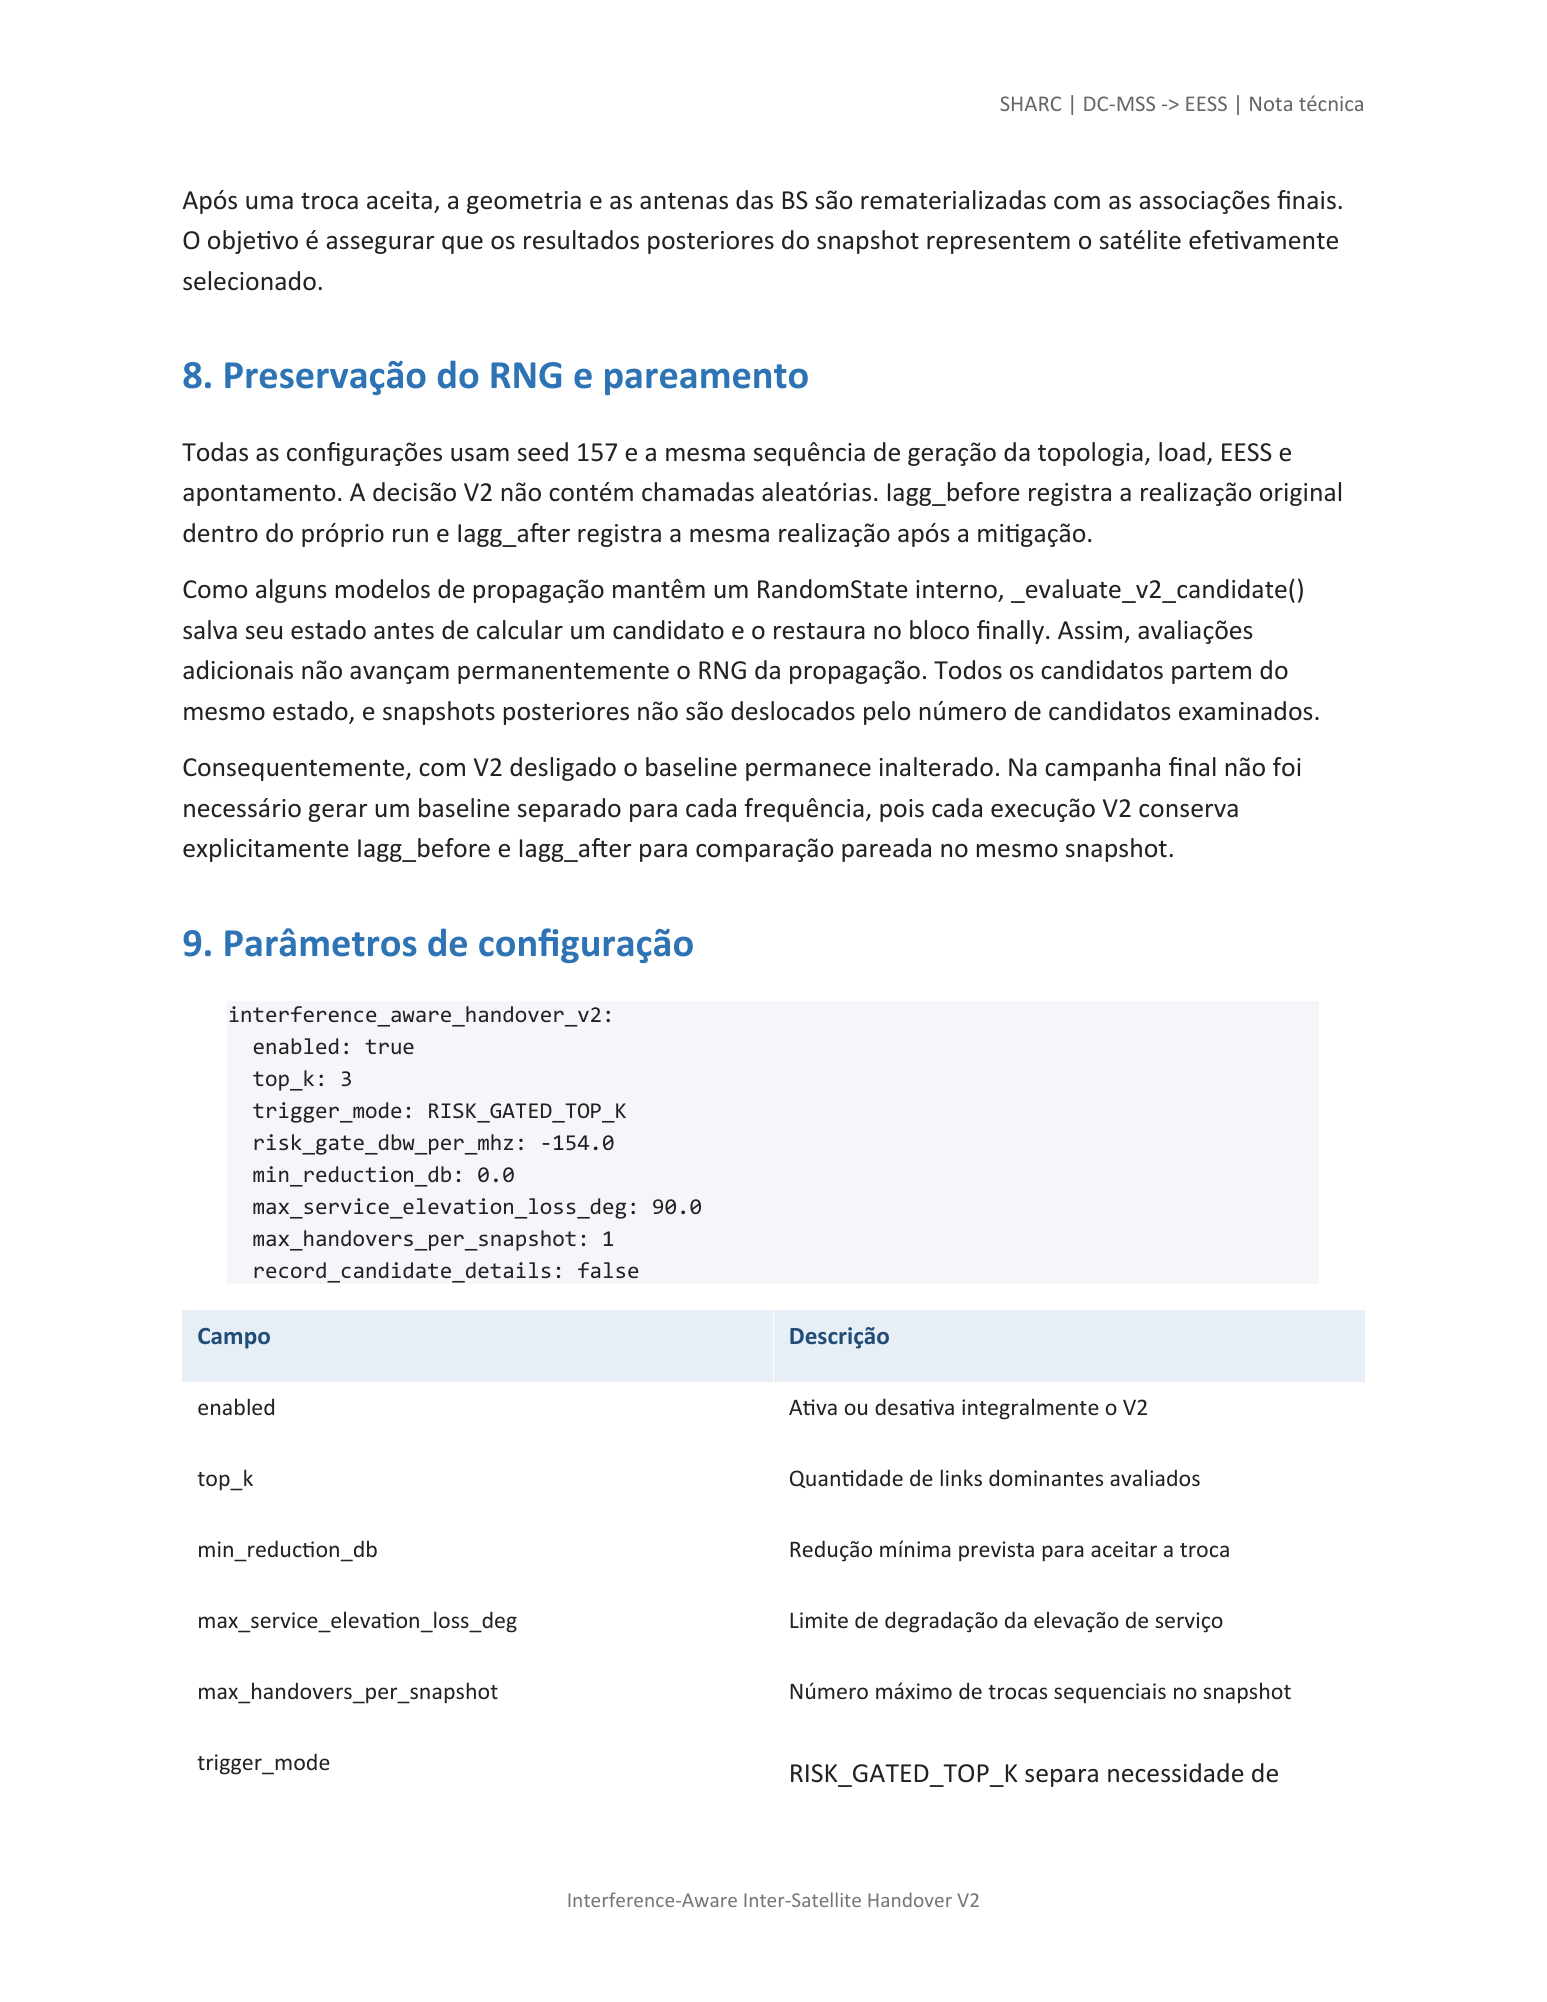 SHARC | DC-MSS -> EESS | Nota técnica
Após uma troca aceita, a geometria e as antenas das BS são rematerializadas com as associações finais.
O objetivo é assegurar que os resultados posteriores do snapshot representem o satélite efetivamente
selecionado.
8. Preservação do RNG e pareamento
Todas as configurações usam seed 157 e a mesma sequência de geração da topologia, load, EESS e
apontamento. A decisão V2 não contém chamadas aleatórias. Iagg_before registra a realização original
dentro do próprio run e Iagg_after registra a mesma realização após a mitigação.
Como alguns modelos de propagação mantêm um RandomState interno, _evaluate_v2_candidate()
salva seu estado antes de calcular um candidato e o restaura no bloco finally. Assim, avaliações
adicionais não avançam permanentemente o RNG da propagação. Todos os candidatos partem do
mesmo estado, e snapshots posteriores não são deslocados pelo número de candidatos examinados.
Consequentemente, com V2 desligado o baseline permanece inalterado. Na campanha final não foi
necessário gerar um baseline separado para cada frequência, pois cada execução V2 conserva
explicitamente Iagg_before e Iagg_after para comparação pareada no mesmo snapshot.
9. Parâmetros de configuração
interference_aware_handover_v2:
  enabled: true
  top_k: 3
  trigger_mode: RISK_GATED_TOP_K
  risk_gate_dbw_per_mhz: -154.0
  min_reduction_db: 0.0
  max_service_elevation_loss_deg: 90.0
  max_handovers_per_snapshot: 1
  record_candidate_details: false
Campo Descrição
enabled Ativa ou desativa integralmente o V2
top_k Quantidade de links dominantes avaliados
min_reduction_db Redução mínima prevista para aceitar a troca
max_service_elevation_loss_deg Limite de degradação da elevação de serviço
max_handovers_per_snapshot Número máximo de trocas sequenciais no snapshot
trigger_mode RISK_GATED_TOP_K separa necessidade de
Interference-Aware Inter-Satellite Handover V2